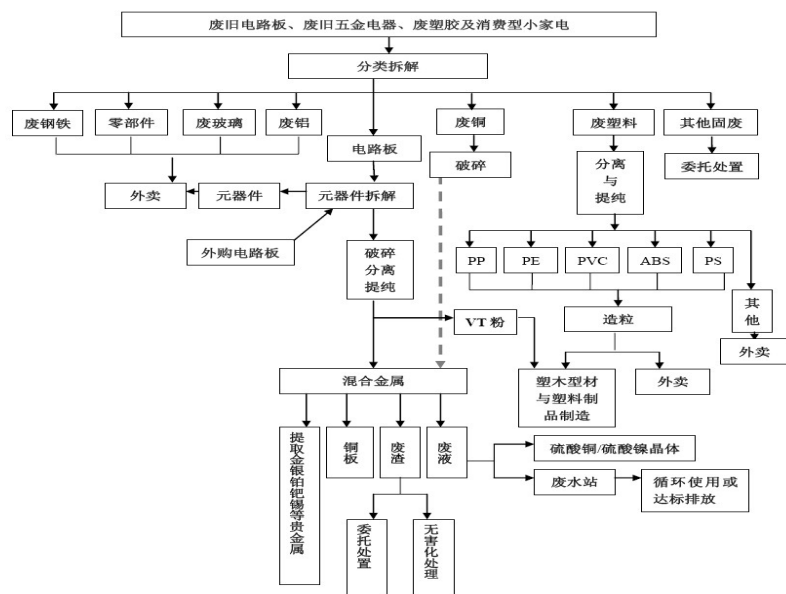 废旧电路板、废旧五金电器、废塑胶及消费型小家电
分类拆解
废钢铁
零部件
废玻璃
废铝
废铜
废塑料
其他固废
电路板
破碎
分离
与
提纯
委托处置
外卖
元器件
元器件拆解
外购电路板
破碎
分离
提纯
PP
PE
PVC
ABS
PS
其
他
VT 粉
造粒
外卖
混合金属
塑木型材
与塑料制
品制造
外卖
提取金银铂钯锡等贵金属
铜板
废渣
废液
硫酸铜/硫酸镍晶体
废水站
循环使用或
达标排放
委托处置
无害化处理